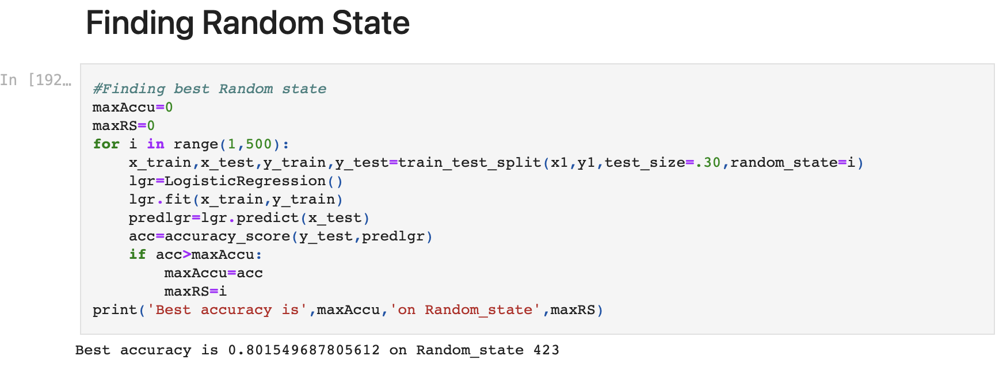 Finding Random State
In [192…
#Finding best Random state
maxAccu=0
maxRS=0
for i in range(1,500):
    x_train,x_test,y_train,y_test=train_test_split(x1,y1,test_size=.30,random_state=i)
    lgr=LogisticRegression()
    lgr.fit(x_train,y_train)
    predlgr=lgr.predict(x_test)
    acc=accuracy_score(y_test,predlgr)
    if acc>maxAccu:
        maxAccu=acc
        maxRS=i
print('Best accuracy is',maxAccu,'on Random_state',maxRS)
Best accuracy is 0.801549687805612 on Random_state 423